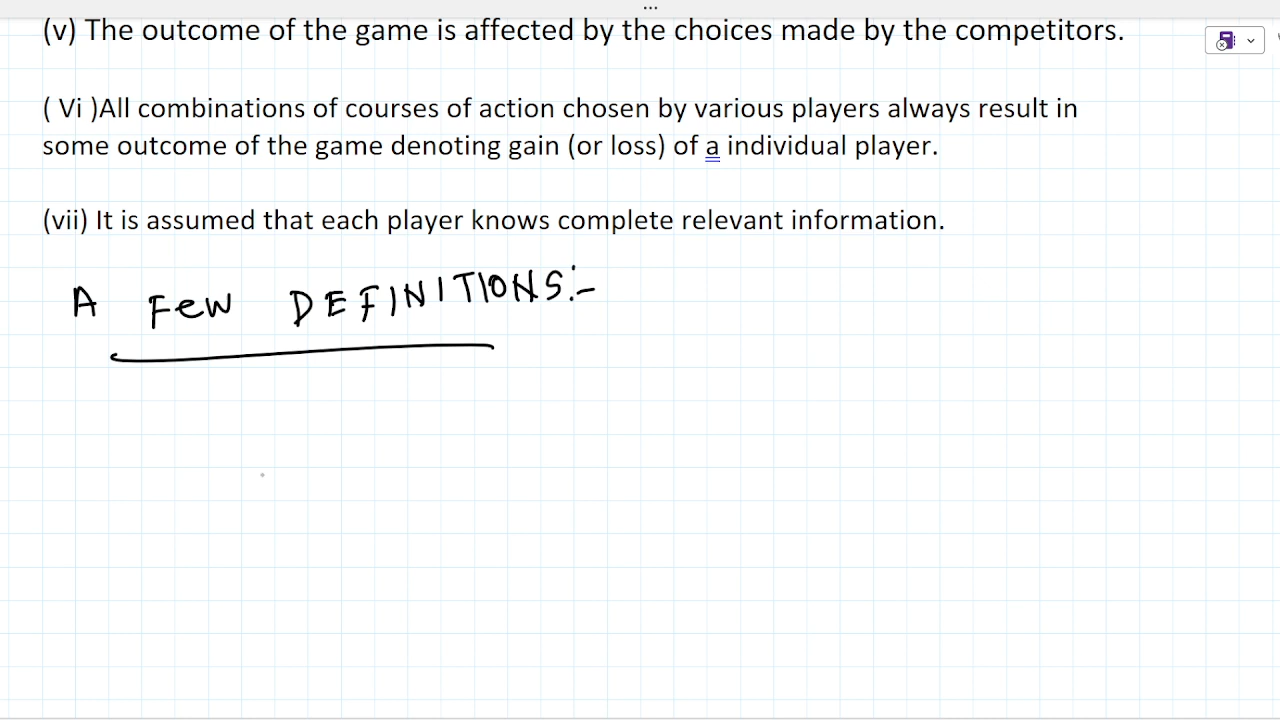 (v) The outcome of the game is affected by the choices made by the competitors.
( Vi )All combinations of courses of action chosen by various players always result in
some outcome of the game denoting gain (or loss) of a individual player.
(vii) It is assumed that each player knows complete relevant information.
A FeW DEFINITIONS:-